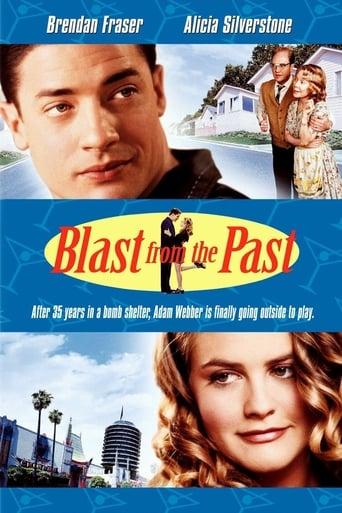 Brendan Fraser Alicia Silverstone
Blast from the Past
After 35 years in a bomb shelter, Adam Webber is finally going outside to play.